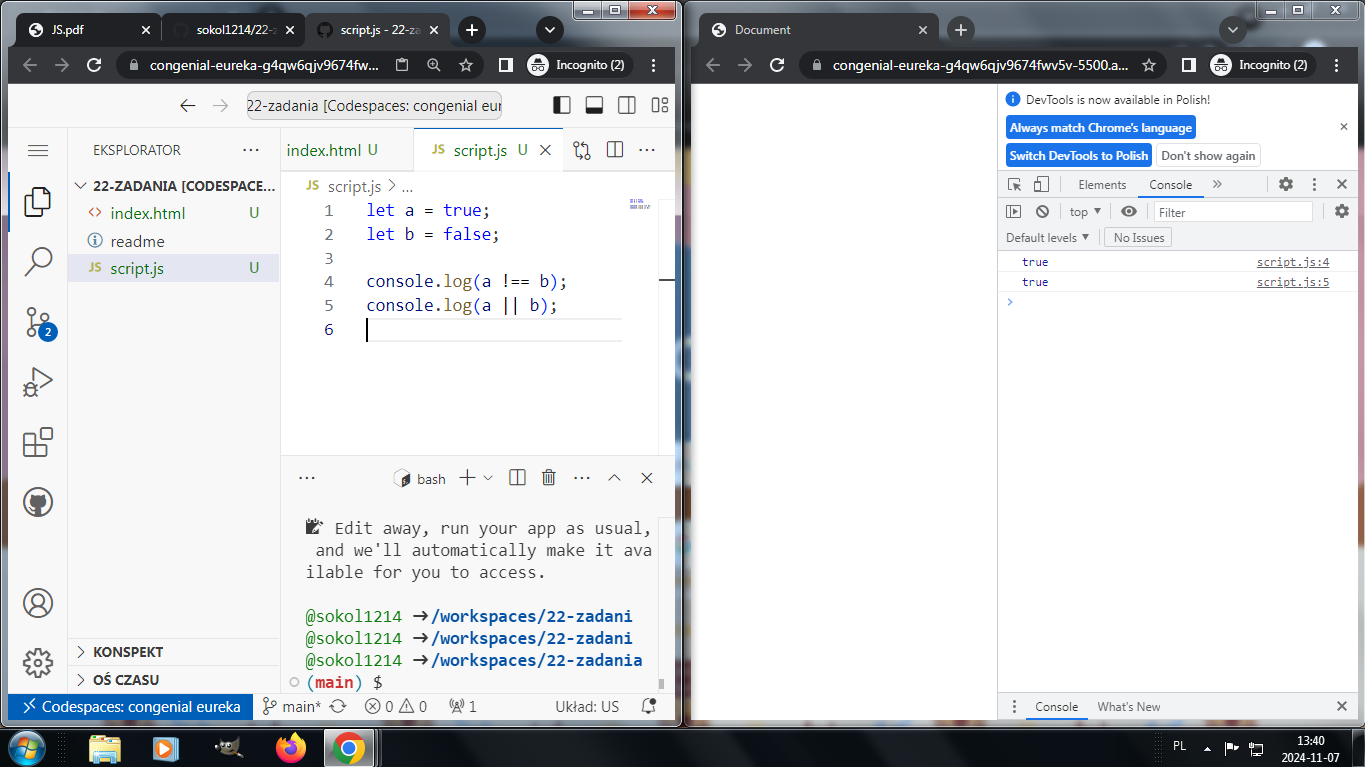 JS.pdf
sokol1214/22-z
script.js - 22-za
congenial-eureka-g4qw6qjv9674fw...
Incognito (2)
22-zadania [Codespaces: congenial eur
EKSPLORATOR
22-ZADANIA [CODESPACE...
index.html U
readme
script.js U
index.html U
JS script.js U
JS script.js > ...
1 let a = true;
2 let b = false;
3
4 console.log(a !== b);
5 console.log(a || b);
6
2
bash
Edit away, run your app as usual,
and we'll automatically make it ava
ilable for you to access.
@sokol1214 ➜/workspaces/22-zadani
@sokol1214 ➜/workspaces/22-zadani
@sokol1214 ➜/workspaces/22-zadania
(main) $
KONSPEKT
OŚ CZASU
Codespaces: congenial eureka
main*
0
0
1
Układ: US
Document
congenial-eureka-g4qw6qjv9674fwv5v-5500.a...
Incognito (2)
DevTools is now available in Polish!
Always match Chrome's language
Switch DevTools to Polish
Don't show again
Elements
Console
top
Filter
Default levels
No Issues
true script.js:4
true script.js:5
Console
What's New
PL
13:40
2024-11-07